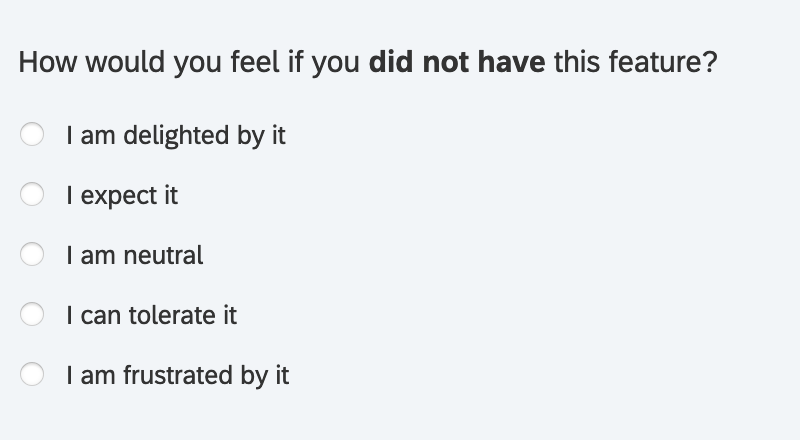 How would you feel if you did not have this feature?
I am delighted by it
I expect it
I am neutral
I can tolerate it
I am frustrated by it